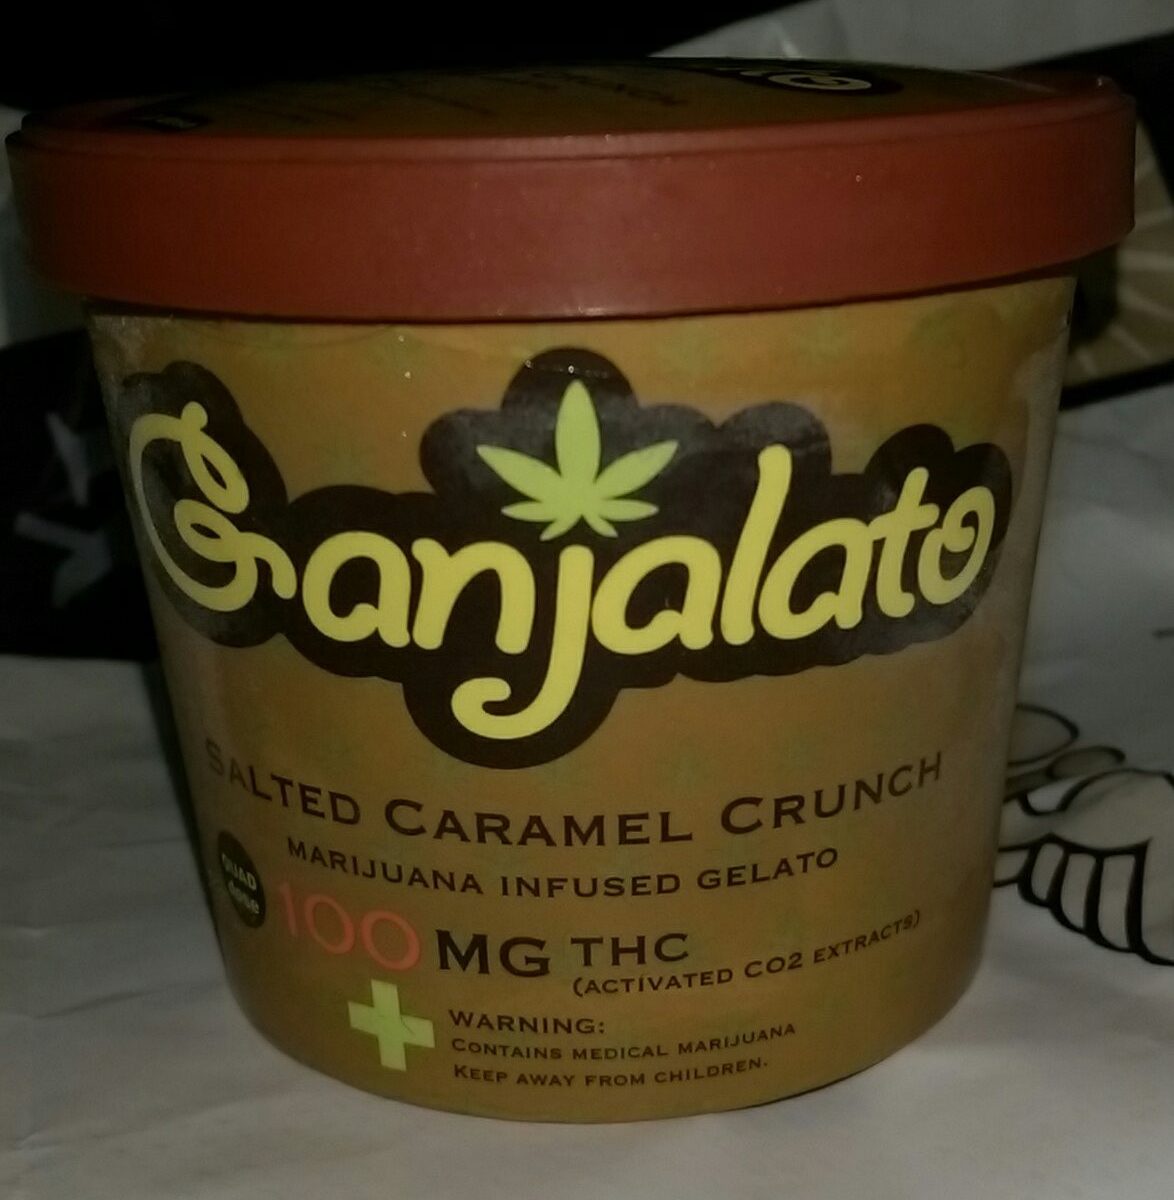 Ganjalato
SALTED CARAMEL CRUNCH
MARIJUANA INFUSED GELATO
QUAD
dose
100 MG THC
(ACTIVATED CO2 EXTRACTS)
WARNING:
CONTAINS MEDICAL MARIJUANA
KEEP AWAY FROM CHILDREN.